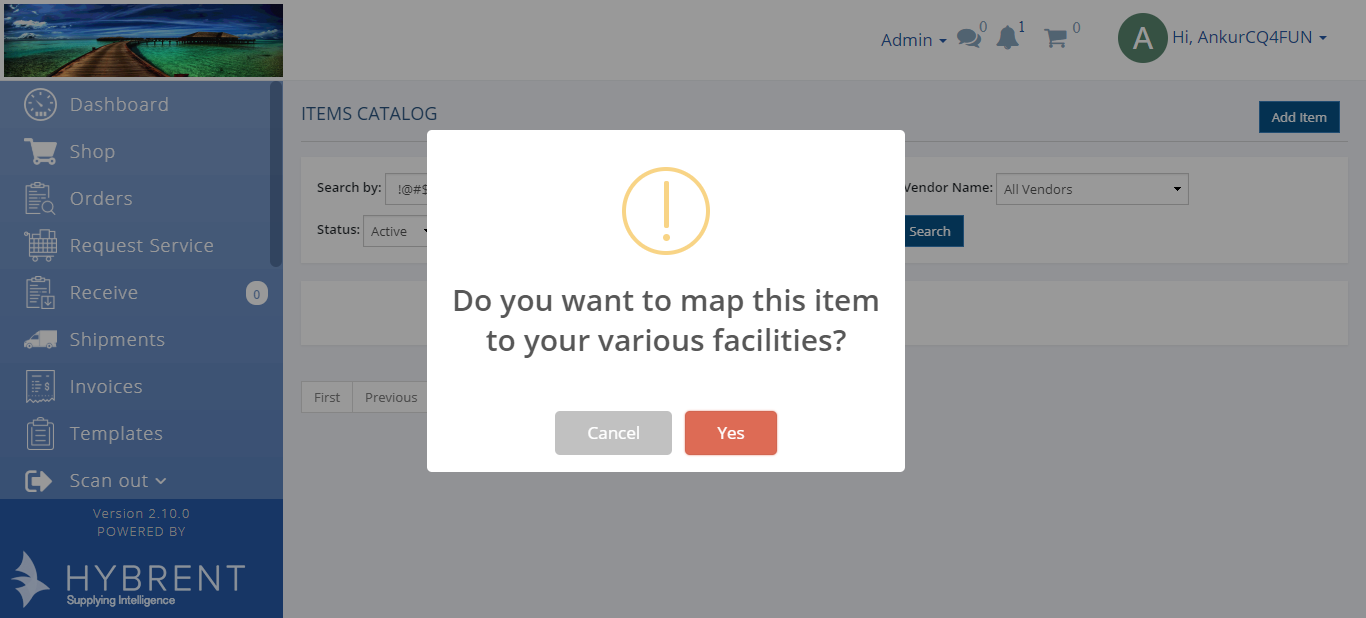 Admin
0
1
0
A
Hi, AnkurCQ4FUN
Dashboard
Shop
Orders
Request Service
Receive
0
Shipments
Invoices
Templates
Scan out
Version 2.10.0
POWERED BY
HYBRENT
Supplying Intelligence
ITEMS CATALOG
Add Item
Search by:
!@#$
Vendor Name:
All Vendors
Status:
Active
Search
First
Previous
!
Do you want to map this item
to your various facilities?
Cancel
Yes